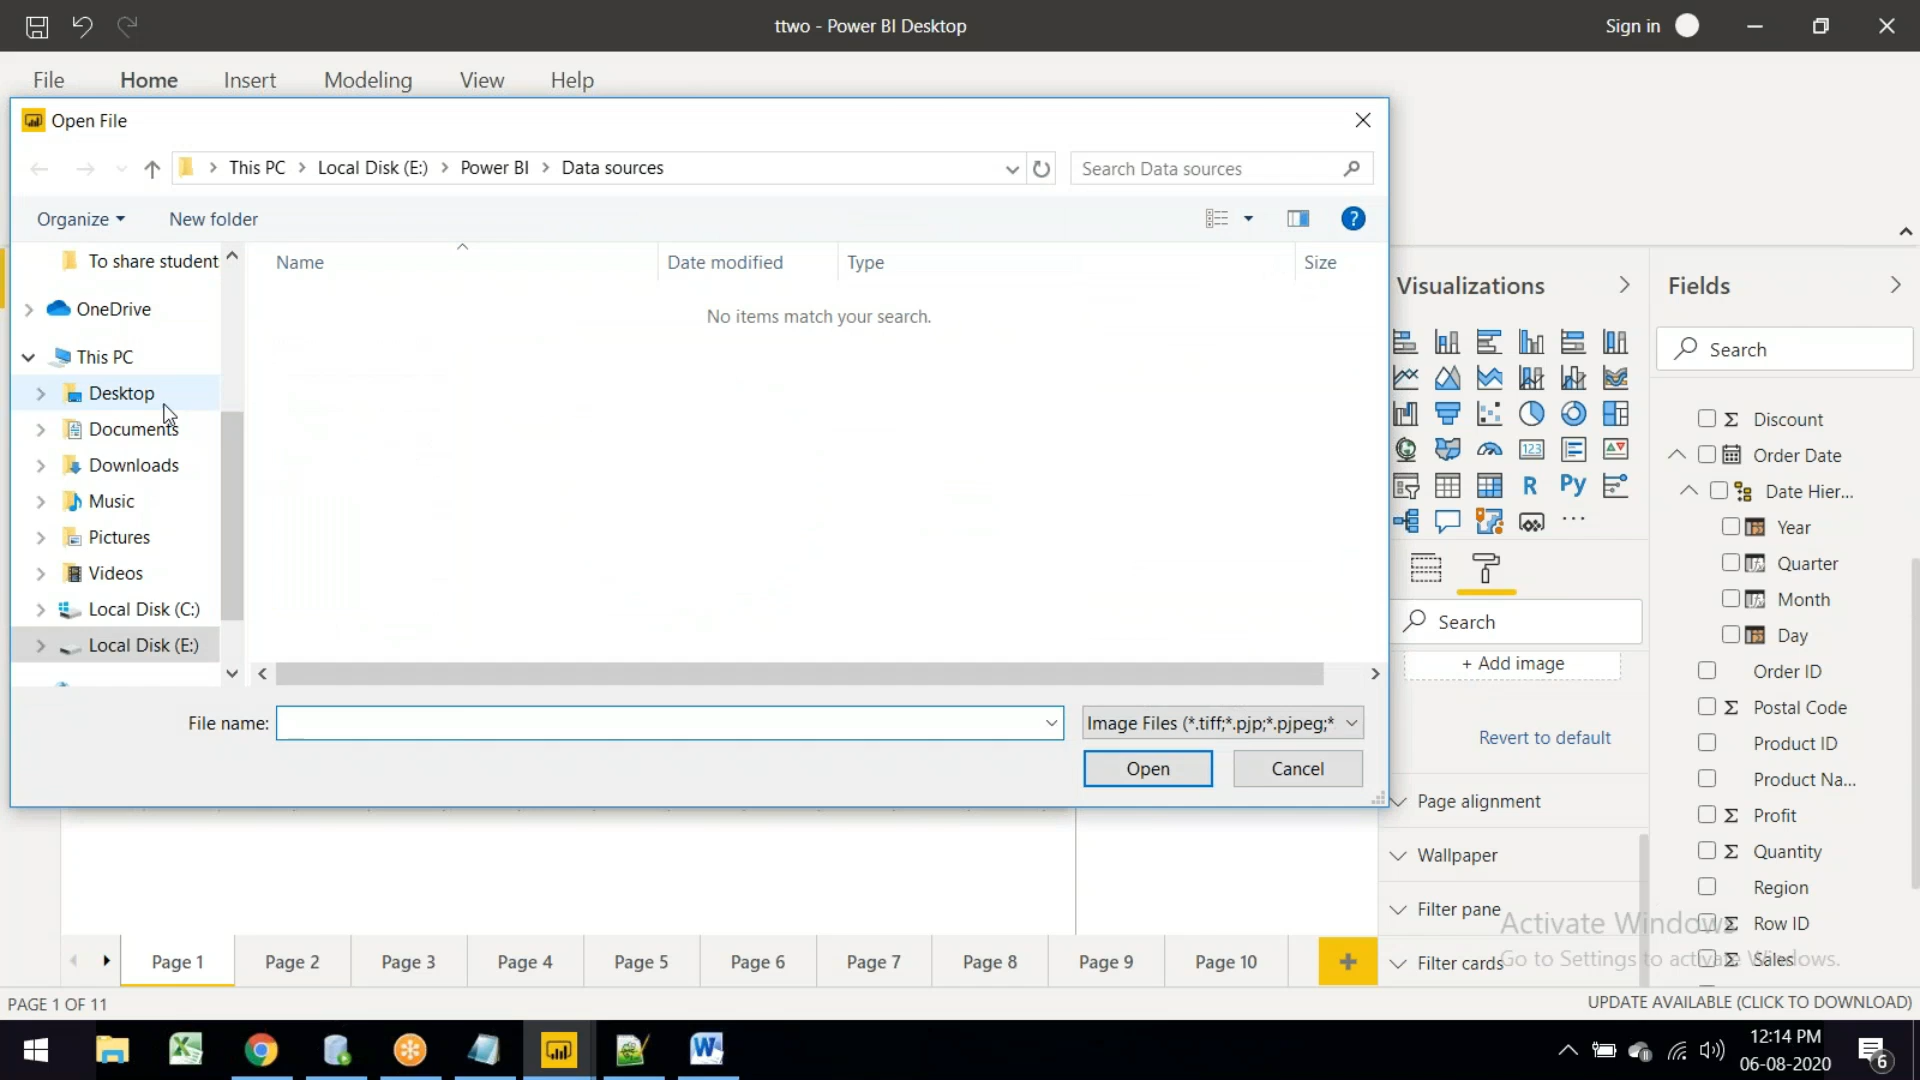 ttwo - Power BI Desktop
Sign in
File
Home
Insert
Modeling
View
Help
Open File
This PC
Local Disk (E:)
Power BI
Data sources
Search Data sources
Organize
New folder
To share student
OneDrive
This PC
Desktop
Documents
Downloads
Music
Pictures
Videos
Local Disk (C:)
Local Disk (E:)
Name
Date modified
Type
Size
No items match your search.
File name:
Image Files (*.tiff;*.pjp;*.pjpeg;*
Open
Cancel
Visualizations
123
R
Py
Search
+ Add image
Revert to default
Page alignment
Wallpaper
Filter pane
Filter cards
Fields
Search
Discount
Order Date
Date Hier...
Year
Quarter
Month
Day
Order ID
Postal Code
Product ID
Product Na...
Profit
Quantity
Region
Row ID
Sales
Activate Windows
Go to Settings to activate Windows.
Page 1
Page 2
Page 3
Page 4
Page 5
Page 6
Page 7
Page 8
Page 9
Page 10
PAGE 1 OF 11
UPDATE AVAILABLE (CLICK TO DOWNLOAD)
12:14 PM
06-08-2020
6